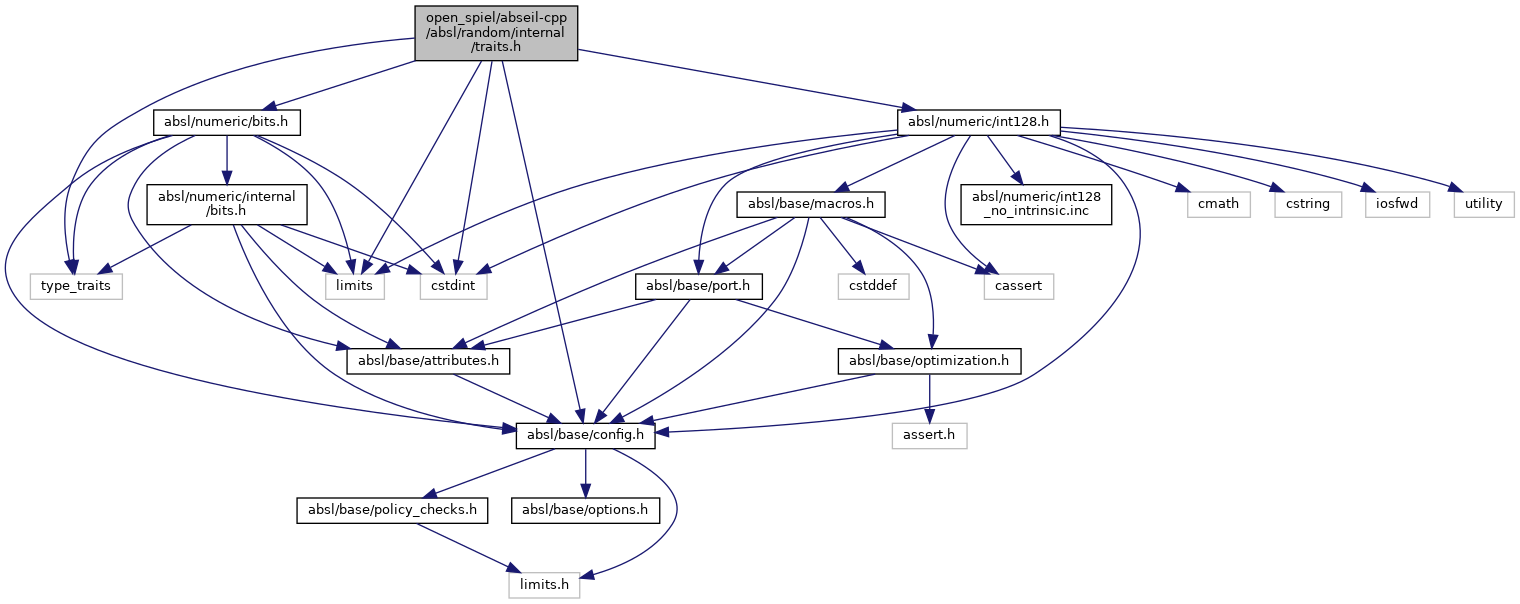 open_spiel/abseil-cpp
/absl/random/internal
/traits.h
absl/numeric/bits.h
absl/numeric/int128.h
absl/numeric/internal
/bits.h
absl/base/macros.h
absl/numeric/int128
_no_intrinsic.inc
cmath
cstring
iosfwd
utility
type_traits
limits
cstdint
absl/base/port.h
cstddef
cassert
absl/base/attributes.h
absl/base/optimization.h
absl/base/config.h
assert.h
absl/base/policy_checks.h
absl/base/options.h
limits.h